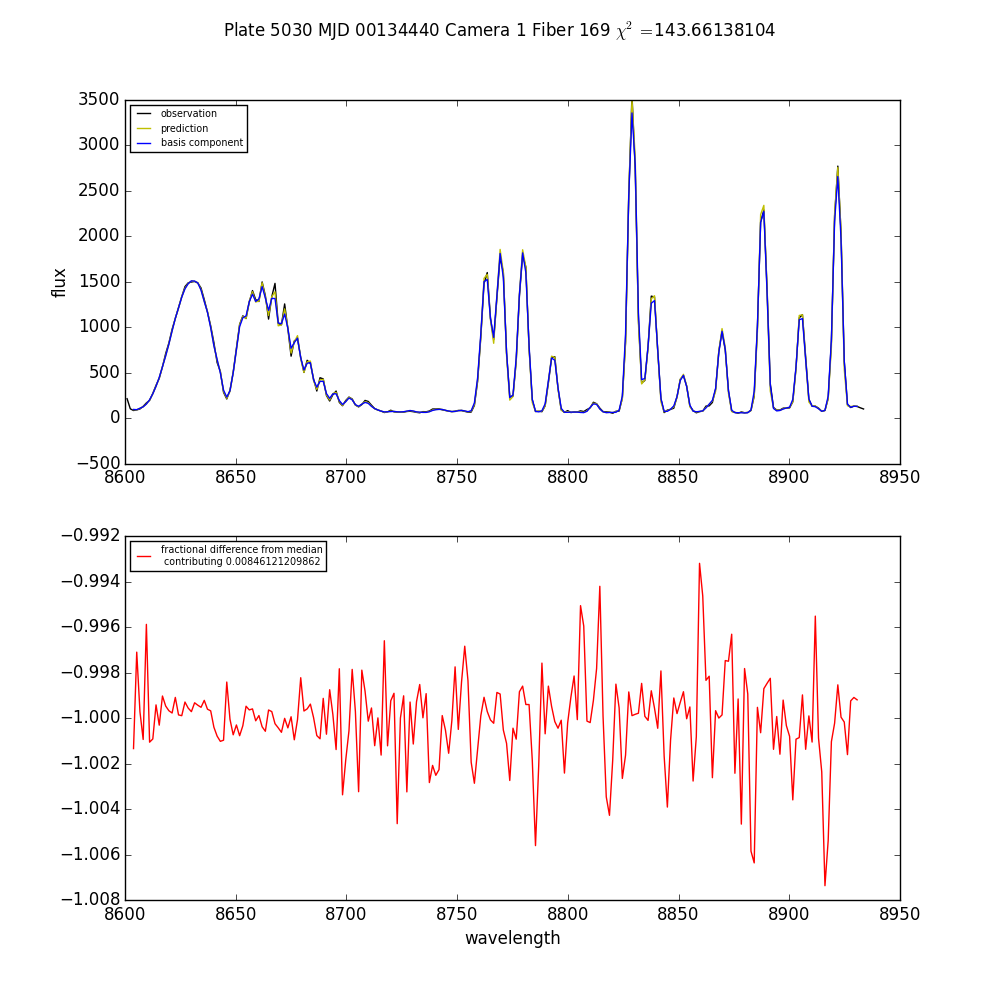 Plate 5030 MJD 00134440 Camera 1 Fiber 169 χ² =143.66138104
3500
3000
2500
2000
1500
1000
500
0
−500
flux
observation
prediction
basis component
8600 8650 8700 8750 8800 8850 8900 8950
−0.992
−0.994
−0.996
−0.998
−1.000
−1.002
−1.004
−1.006
−1.008
fractional difference from median
contributing 0.00846121209862
8600 8650 8700 8750 8800 8850 8900 8950
wavelength